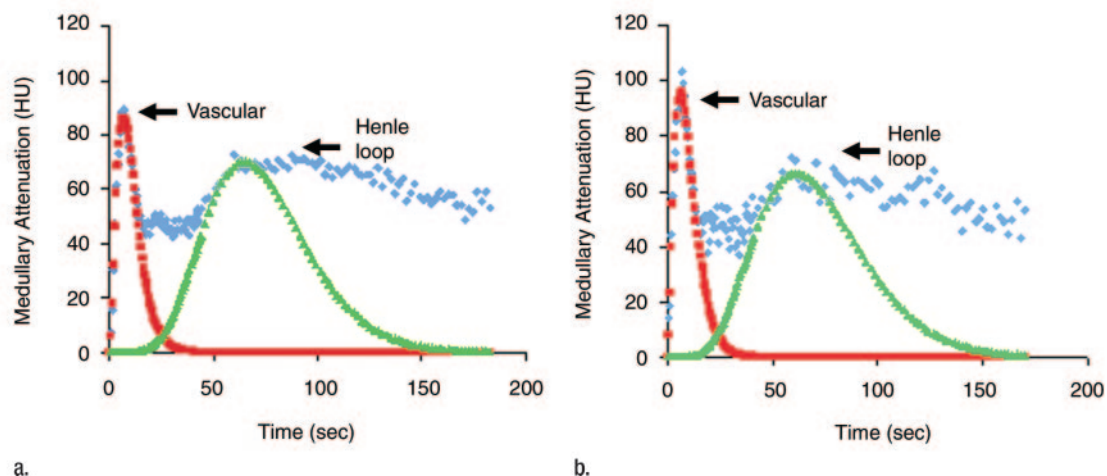 120
100
80
60
40
20
0
Medullary Attenuation (HU)
Vascular
Henle
loop
0 50 100 150 200
Time (sec)
a.
120
100
80
60
40
20
0
Medullary Attenuation (HU)
Vascular
Henle
loop
0 50 100 150 200
Time (sec)
b.